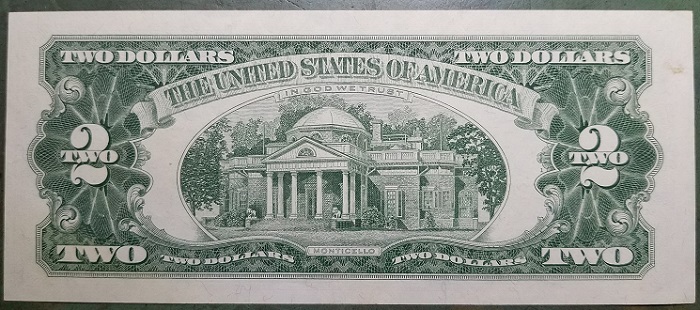 TWO DOLLARS TWO DOLLARS
THE UNITED STATES OF AMERICA
IN GOD WE TRUST
2 2
TWO TWO
MONTICELLO
TWO TWO DOLLARS TWO DOLLARS TWO